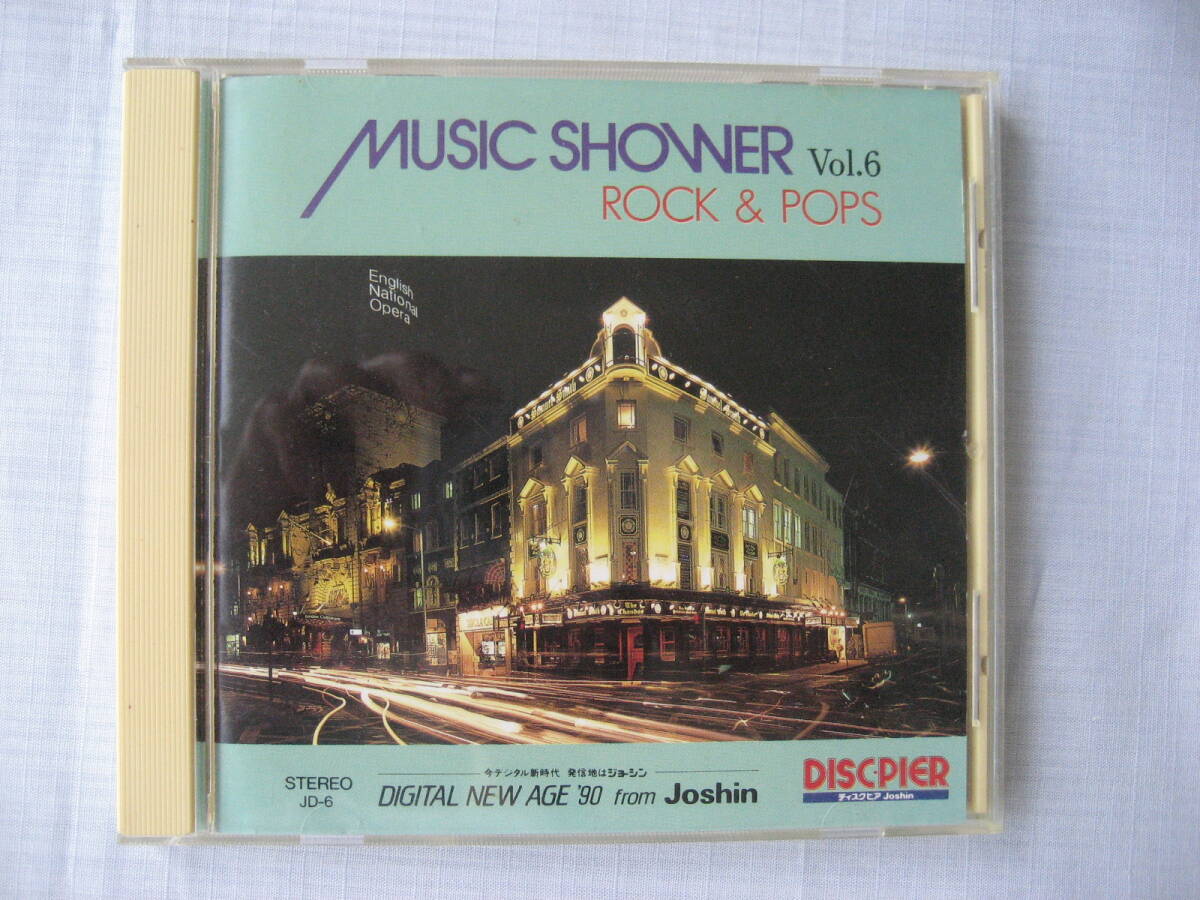 MUSIC SHOWER Vol.6
ROCK & POPS
English
National
Opera
The
Chandos
STEREO
JD-6
今デジタル新時代 発信地はジョーシン
DIGITAL NEW AGE '90 from Joshin
DISC・PIER
ディスクピア Joshin